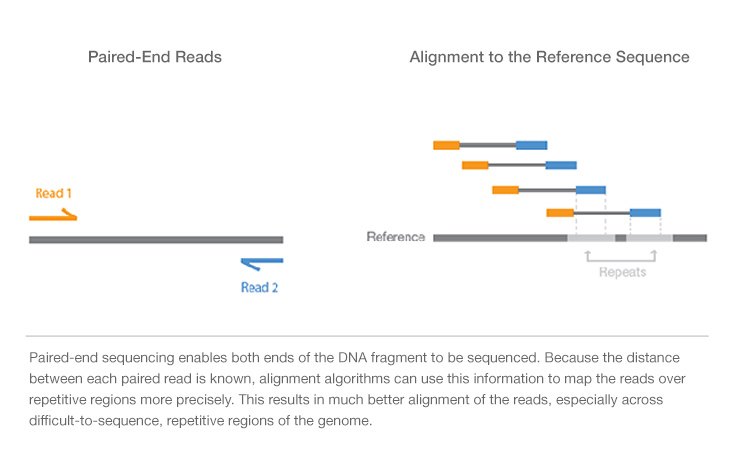 Paired-End Reads
Alignment to the Reference Sequence
Read 1
Read 2
Reference
Repeats
Paired-end sequencing enables both ends of the DNA fragment to be sequenced. Because the distance
between each paired read is known, alignment algorithms can use this information to map the reads over
repetitive regions more precisely. This results in much better alignment of the reads, especially across
difficult-to-sequence, repetitive regions of the genome.